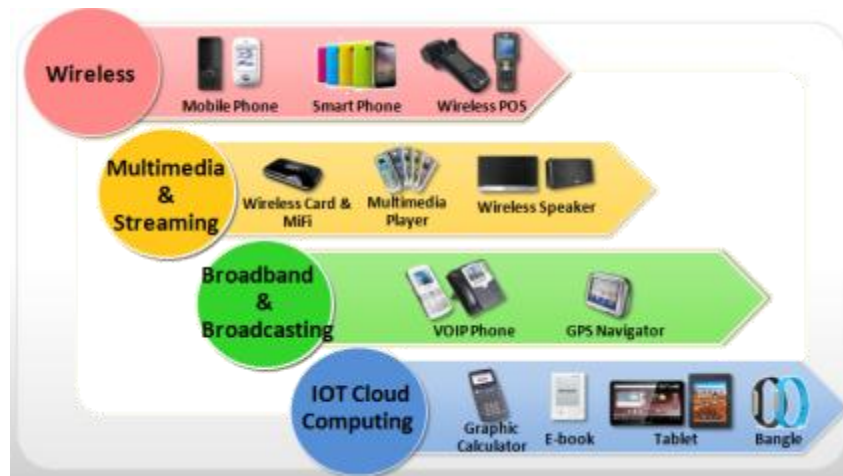 Wireless
Mobile Phone
Smart Phone
Wireless POS
Multimedia
&
Streaming
Wireless Card &
MiFi
Multimedia
Player
Wireless Speaker
Broadband
&
Broadcasting
VOIP Phone
GPS Navigator
IOT Cloud
Computing
Graphic
Calculator
E-book
Tablet
Bangle